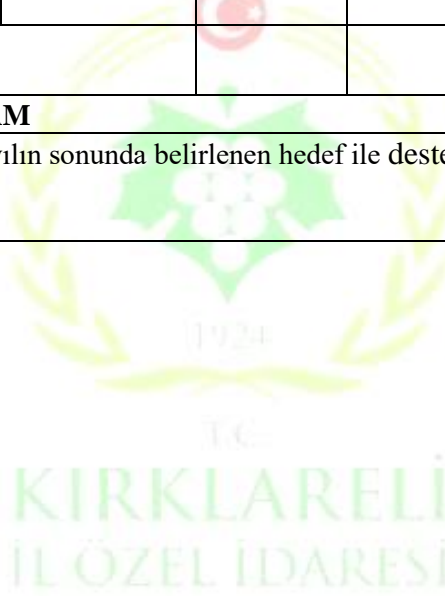 AM
yılın sonunda belirlenen hedef ile deste
1924
T.C.
KIRKLARELİ
İL ÖZEL İDARESİ